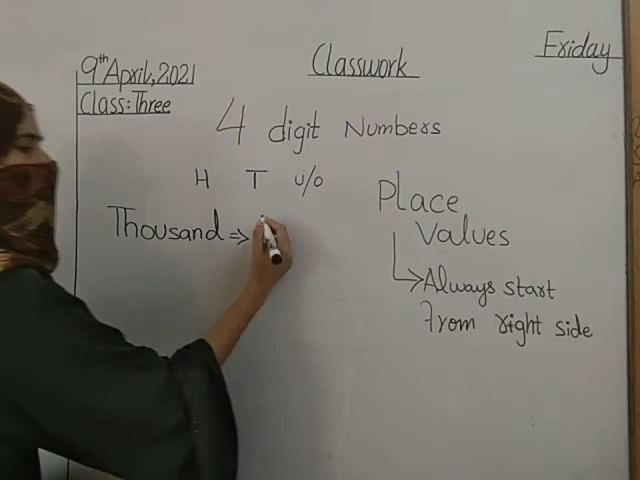 9th April, 2021
Classwork
Friday
Class: Three
4 digit Numbers
H T U/O
Place
Values
Thousand ⇒
Always start
from right side